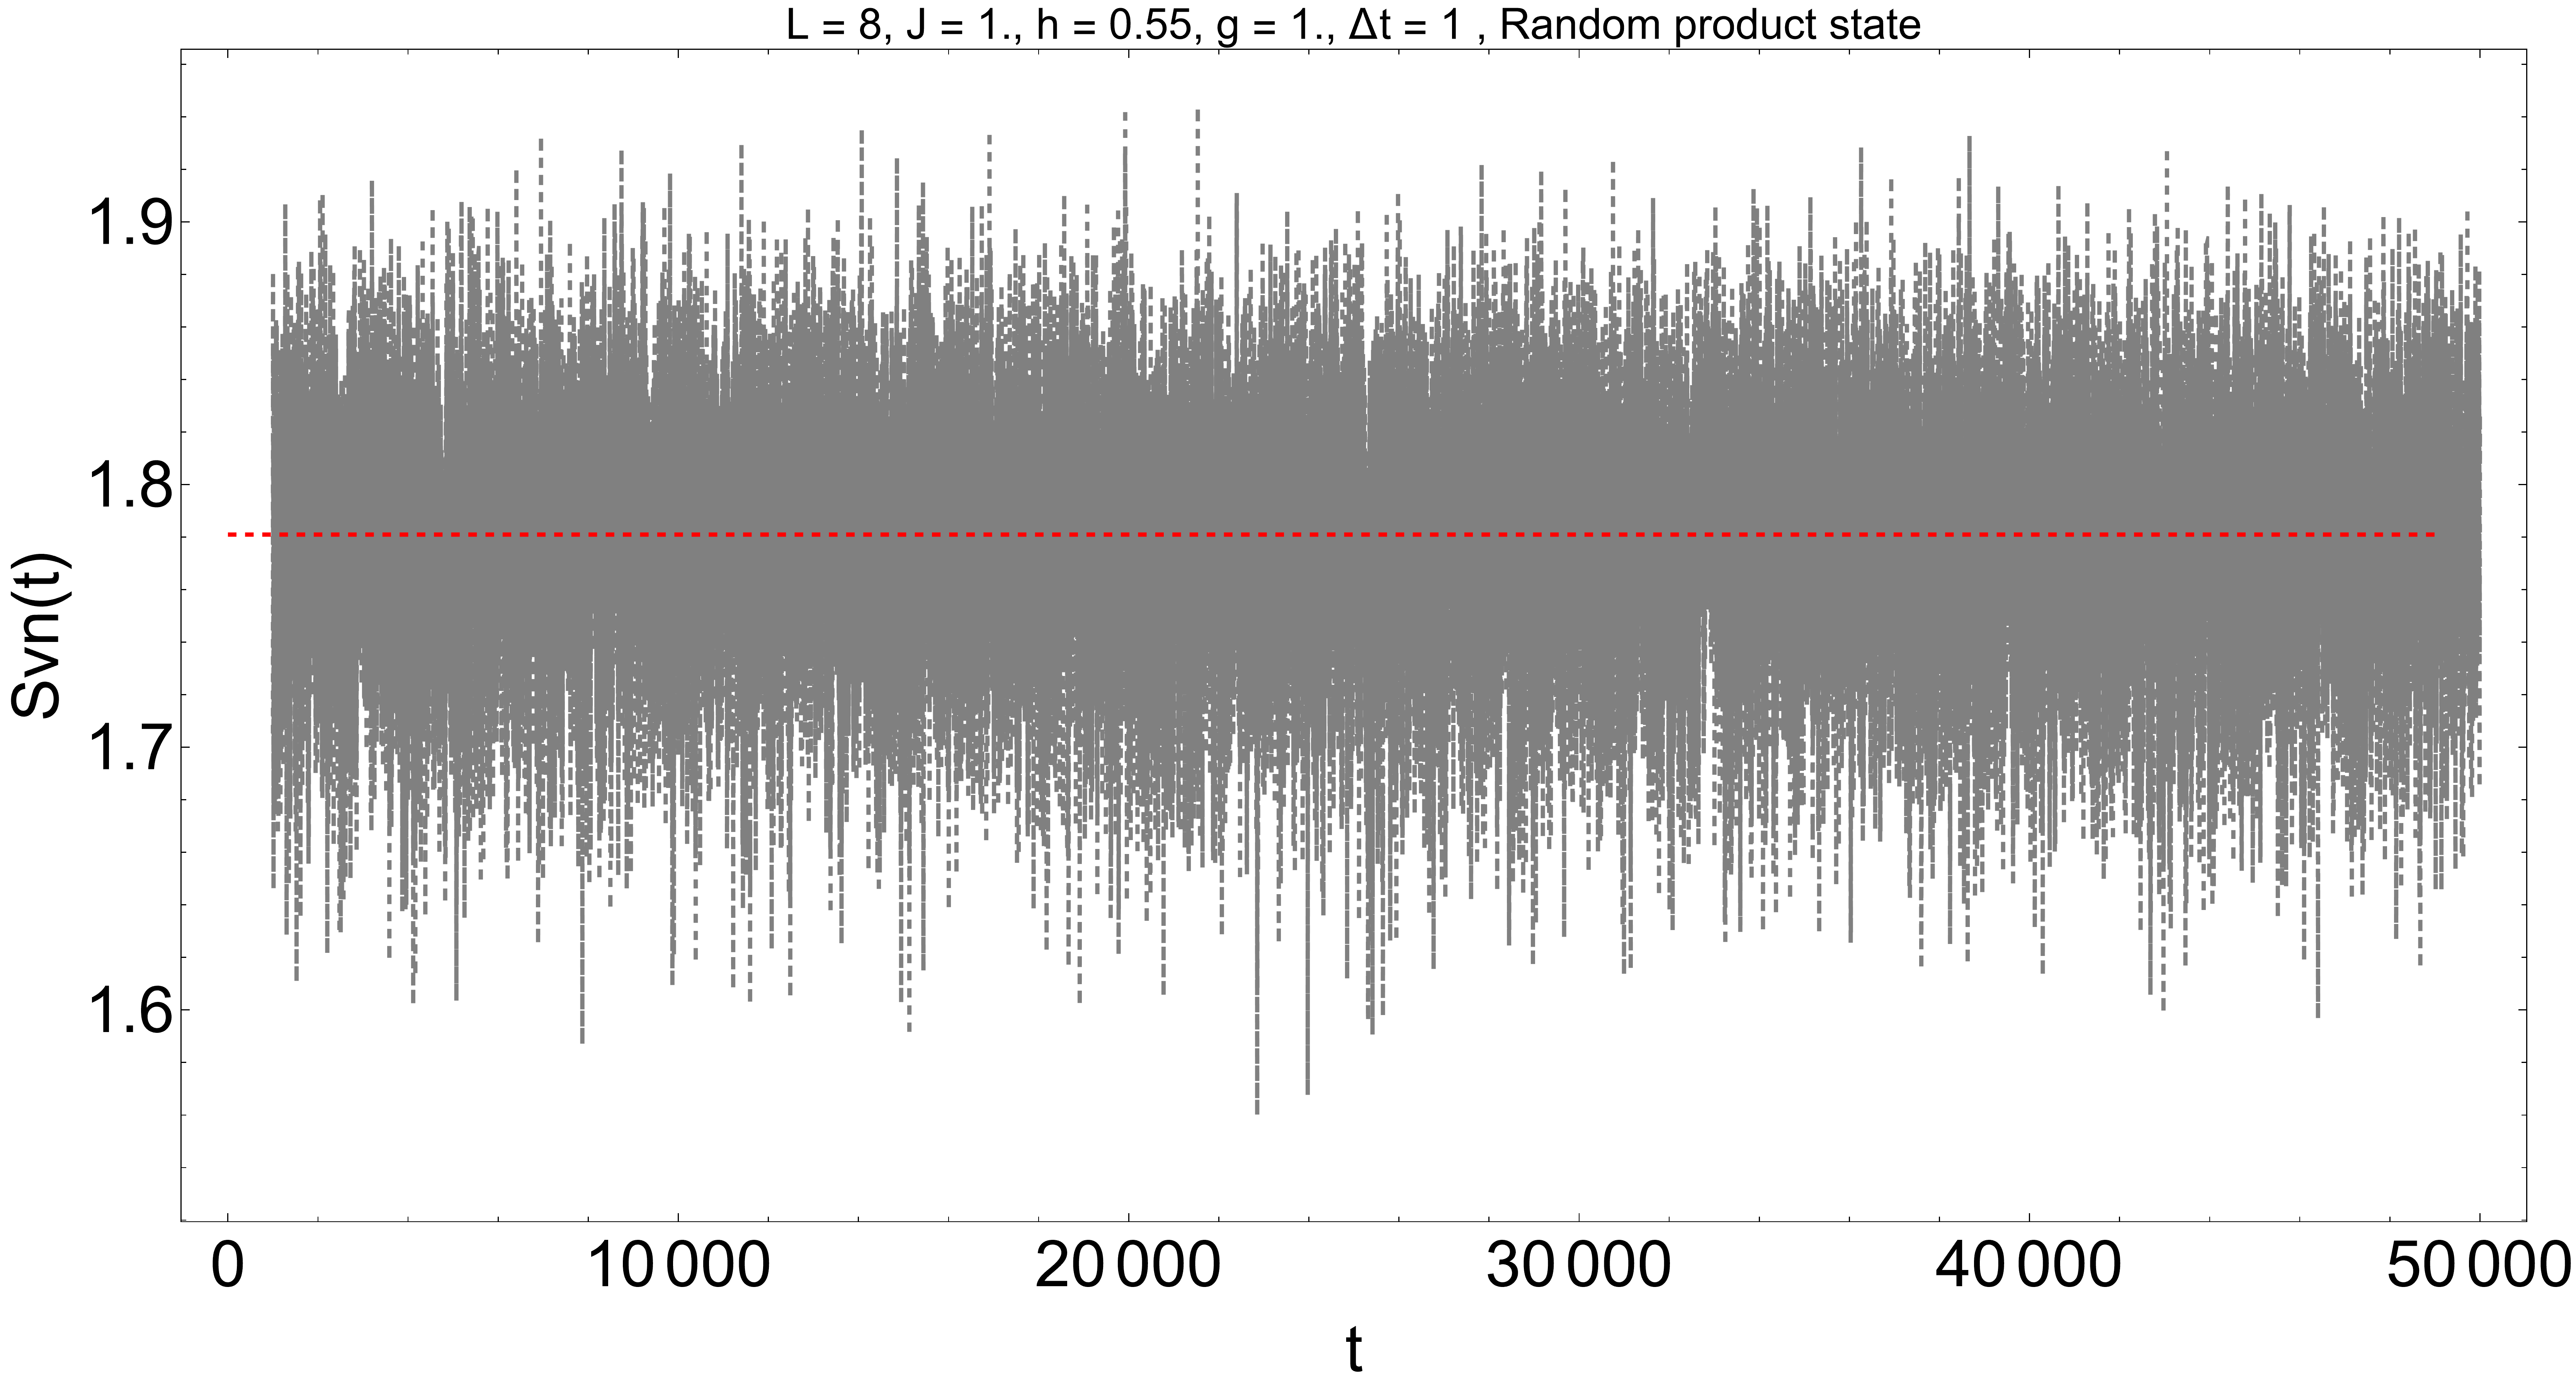 L = 8, J = 1., h = 0.55, g = 1., Δt = 1 , Random product state
Svn(t)
1.9
1.8
1.7
1.6
0 10 000 20 000 30 000 40 000 50 000
t